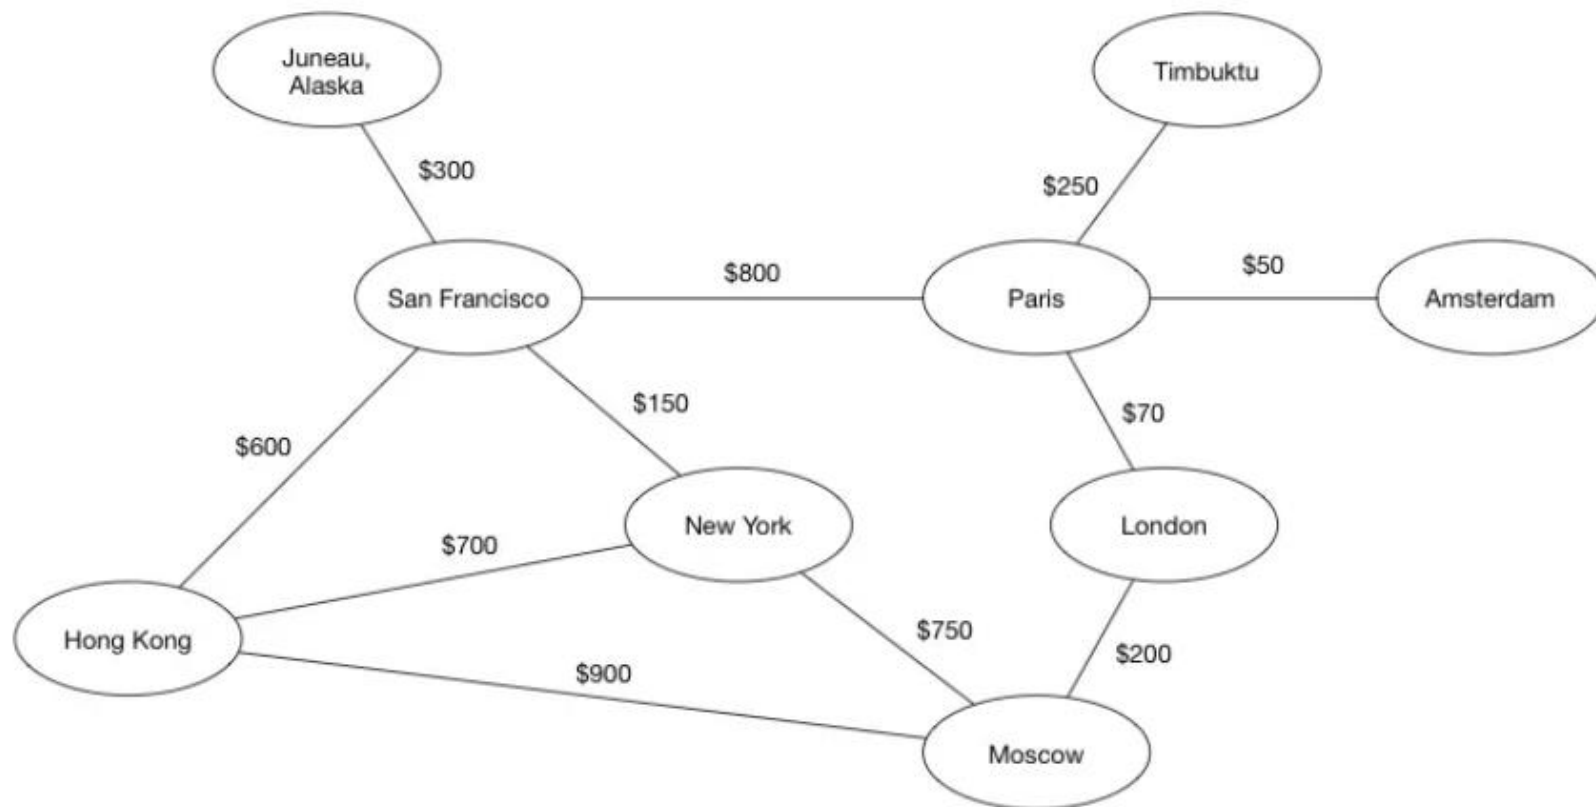 Juneau,
Alaska
Timbuktu
$300
$250
San Francisco
$800
Paris
$50
Amsterdam
$150
$70
$600
New York
London
$700
Hong Kong
$750
$200
$900
Moscow